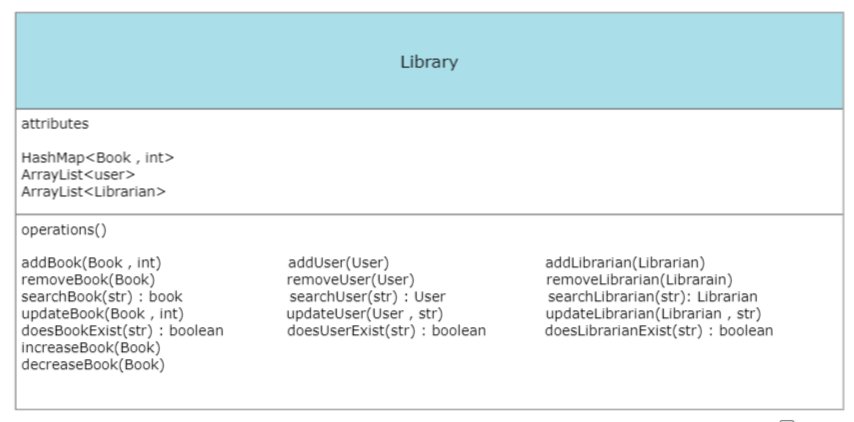 Library
attributes
HashMap<Book , int>
ArrayList<user>
ArrayList<Librarian>
operations()
addBook(Book , int)
removeBook(Book)
searchBook(str) : book
updateBook(Book , int)
doesBookExist(str) : boolean
increaseBook(Book)
decreaseBook(Book)
addUser(User)
removeUser(User)
searchUser(str) : User
updateUser(User , str)
doesUserExist(str) : boolean
addLibrarian(Librarian)
removeLibrarian(Librarain)
searchLibrarian(str): Librarian
updateLibrarian(Librarian , str)
doesLibrarianExist(str) : boolean